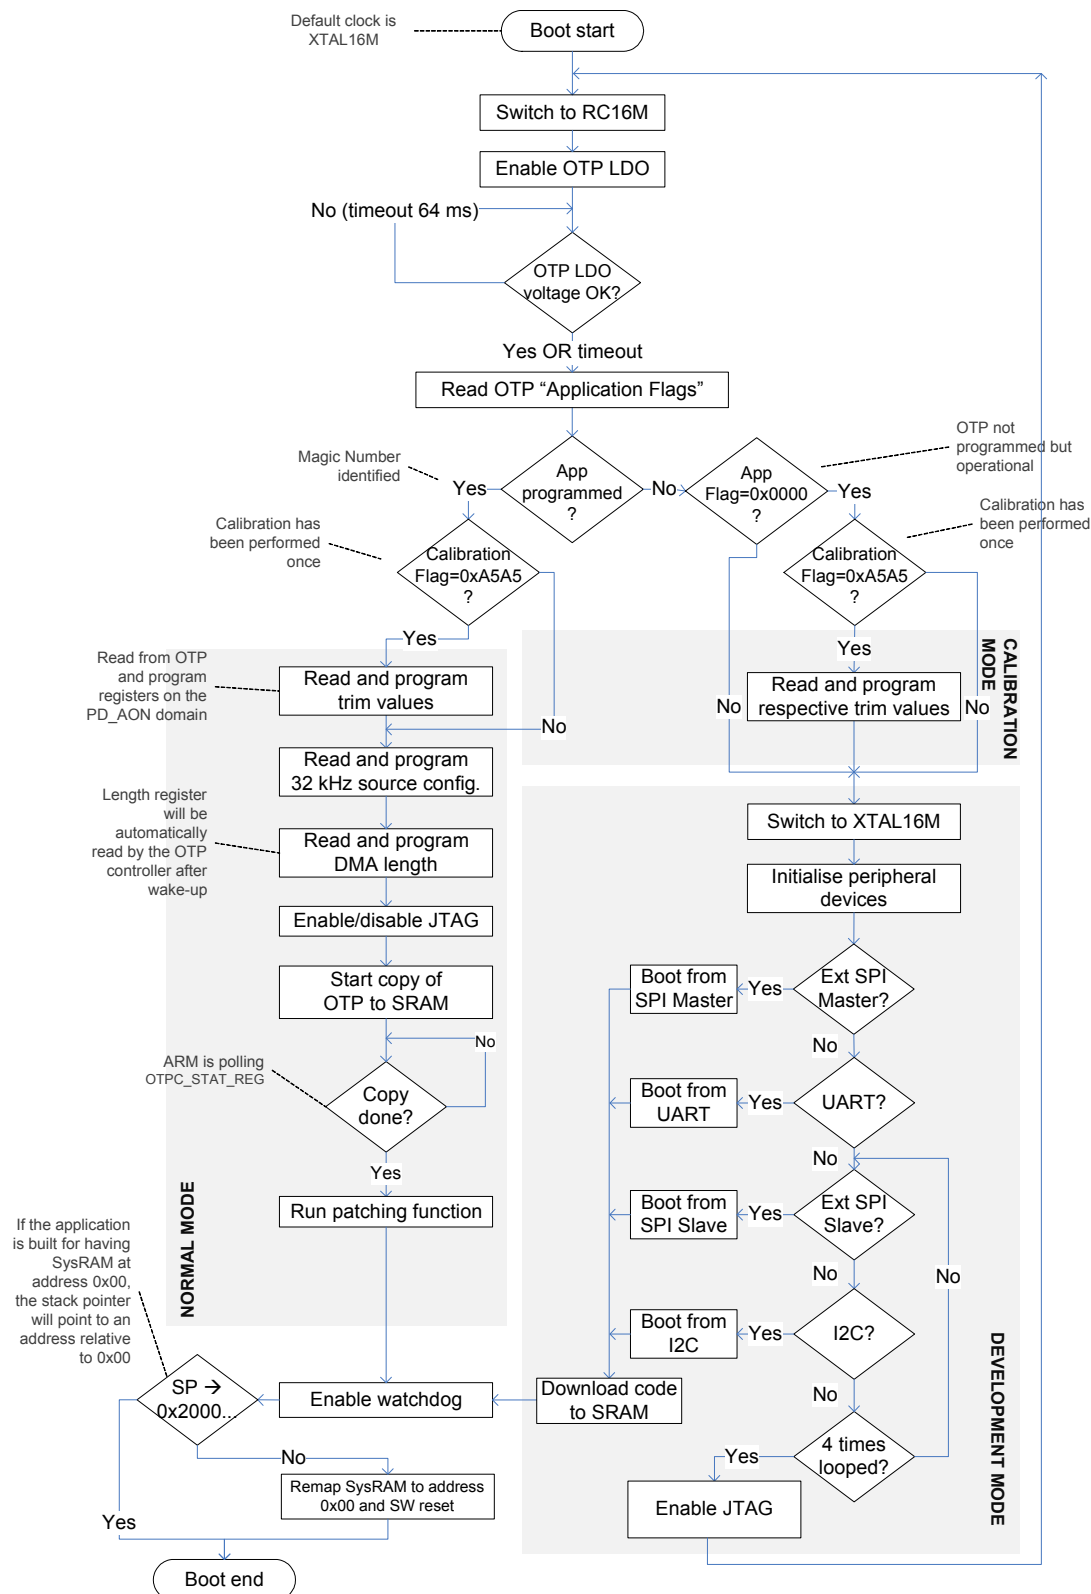 Default clock is
XTAL16M
Boot start
Switch to RC16M
Enable OTP LDO
No (timeout 64 ms)
OTP LDO
voltage OK?
Yes OR timeout
Read OTP “Application Flags”
Magic Number
identified
App
programmed
?
Yes
No
App
Flag=0x0000
?
Yes
OTP not
programmed but
operational
Calibration has
been performed
once
Calibration
Flag=0xA5A5
?
Calibration
Flag=0xA5A5
?
Calibration has
been performed
once
Yes
No
Yes
No
No
CALIBRATION
MODE
Read from OTP
and program
registers on the
PD_AON domain
Read and program
trim values
Read and program
respective trim values
Read and program
32 kHz source config.
Length register
will be
automatically
read by the OTP
controller after
wake-up
Read and program
DMA length
Enable/disable JTAG
Start copy of
OTP to SRAM
No
ARM is polling
OTPC_STAT_REG
Copy
done?
Yes
Run patching function
NORMAL MODE
Switch to XTAL16M
Initialise peripheral
devices
Ext SPI
Master?
Yes
Boot from
SPI Master
No
UART?
Yes
Boot from
UART
No
Ext SPI
Slave?
Yes
Boot from
SPI Slave
No
No
I2C?
Yes
Boot from
I2C
No
4 times
looped?
Yes
Enable JTAG
Download code
to SRAM
DEVELOPMENT MODE
If the application
is built for having
SysRAM at
address 0x00,
the stack pointer
will point to an
address relative
to 0x00
Enable watchdog
SP →
0x2000...
No
Remap SysRAM to address
0x00 and SW reset
Yes
Boot end